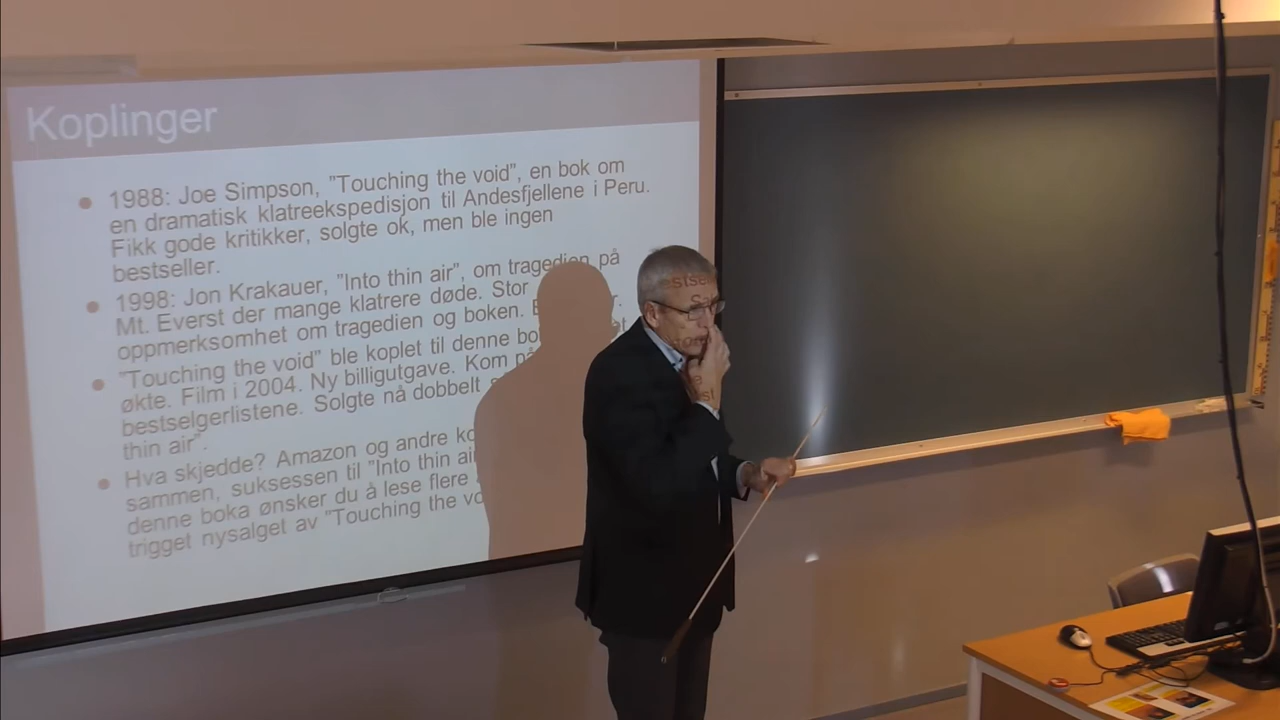 Koplinger
1988: Joe Simpson, "Touching the void", en bok om
en dramatisk klatreekspedisjon til Andesfjellene i Peru.
Fikk gode kritikker, solgte ok, men ble ingen
bestseller.
1998: Jon Krakauer, "Into thin air", om tragedien på
Mt. Everst der mange klatrere døde. Stor
oppmerksomhet om tragedien og boken.
"Touching the void" ble koplet til denne
økte. Film i 2004. Ny billigutgave. Kom på
bestselgerlistene. Solgte nå dobbelt
thin air".
Hva skjedde? Amazon og andre
sammen, suksessen til "Into thin
denne boka ønsker du å lese flere
trigget nysalget av "Touching the